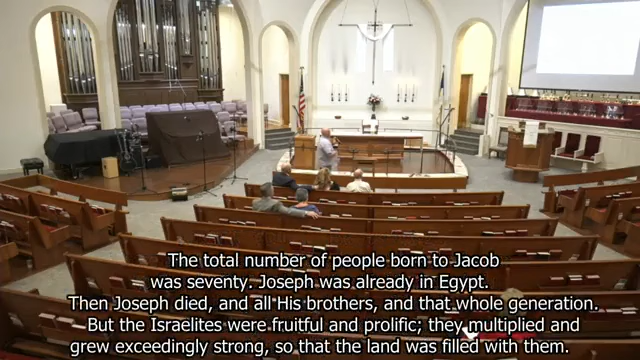 The total number of people born to Jacob
was seventy. Joseph was already in Egypt.
Then Joseph died, and all His brothers, and that whole generation.
But the Israelites were fruitful and prolific; they multiplied and
grew exceedingly strong, so that the land was filled with them.